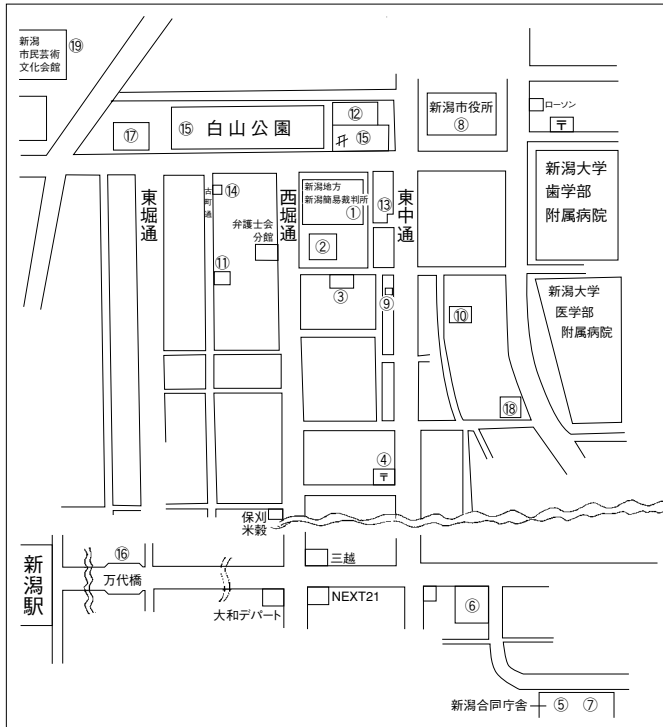 新潟
市民芸術
文化会館
⑲
⑰
⑮
白山公園
⑫
⑮
新潟市役所
⑧
ローソン
〒
東堀通
古町通
⑭
弁護士会
分館
⑪
西堀通
新潟地方
新潟簡易裁判所
①
②
⑬
東中通
③
⑨
新潟大学
歯学部
附属病院
新潟大学
医学部
附属病院
⑩
⑱
④
〒
保刈
米穀
新潟駅
⑯
万代橋
三越
大和デパート
NEXT21
⑥
新潟合同庁舎
⑤
⑦